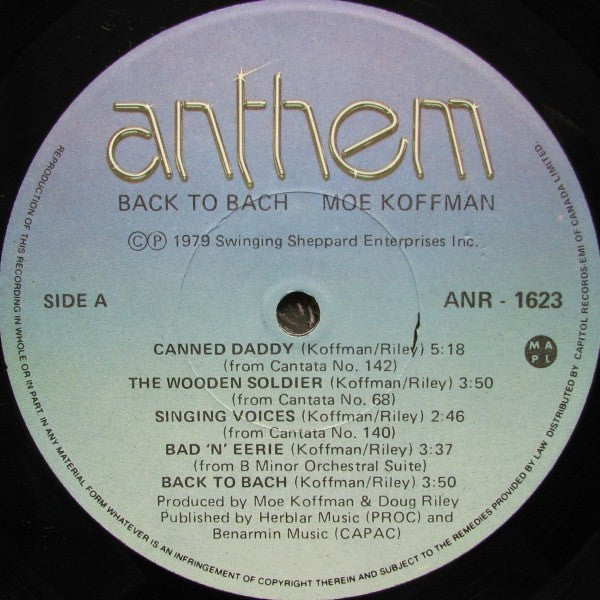 anthem
BACK TO BACH MOE KOFFMAN
©℗ 1979 Swinging Sheppard Enterprises Inc.
SIDE A
ANR - 1623
M A
P L
CANNED DADDY (Koffman/Riley) 5:18
(from Cantata No. 142)
THE WOODEN SOLDIER (Koffman/Riley) 3:50
(from Cantata No. 68)
SINGING VOICES (Koffman/Riley) 2:46
(from Cantata No. 140)
BAD 'N' EERIE (Koffman/Riley) 3:37
(from B Minor Orchestral Suite)
BACK TO BACH (Koffman/Riley) 3:50
Produced by Moe Koffman & Doug Riley
Published by Herblar Music (PROC) and
Benarmin Music (CAPAC)
REPRODUCTION OF THIS RECORDING IN WHOLE OR IN PART IN ANY MATERIAL FORM WHATEVER IS AN INFRINGEMENT OF COPYRIGHT THEREIN AND SUBJECT TO THE REMEDIES PROVIDED BY LAW DISTRIBUTED BY CAPITOL RECORDS-EMI OF CANADA LIMITED.